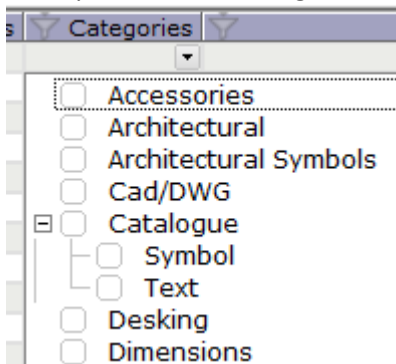 s Categories
Accessories
Architectural
Architectural Symbols
Cad/DWG
Catalogue
Symbol
Text
Desking
Dimensions